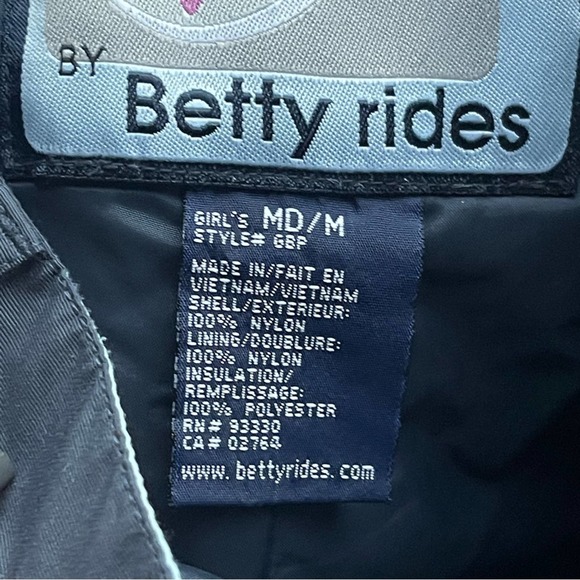 BY
Betty rides
GIRL'S MD/M
STYLE# GBP
MADE IN/FAIT EN
VIETNAM/VIETNAM
SHELL/EXTERIEUR:
100% NYLON
LINING/DOUBLURE:
100% NYLON
INSULATION/
REMPLISSAGE:
100% POLYESTER
RN# 93330
CA# 02764
www.bettyrides.com